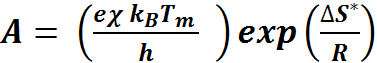 A = (eχ k_B T_m / h) exp(ΔS* / R)